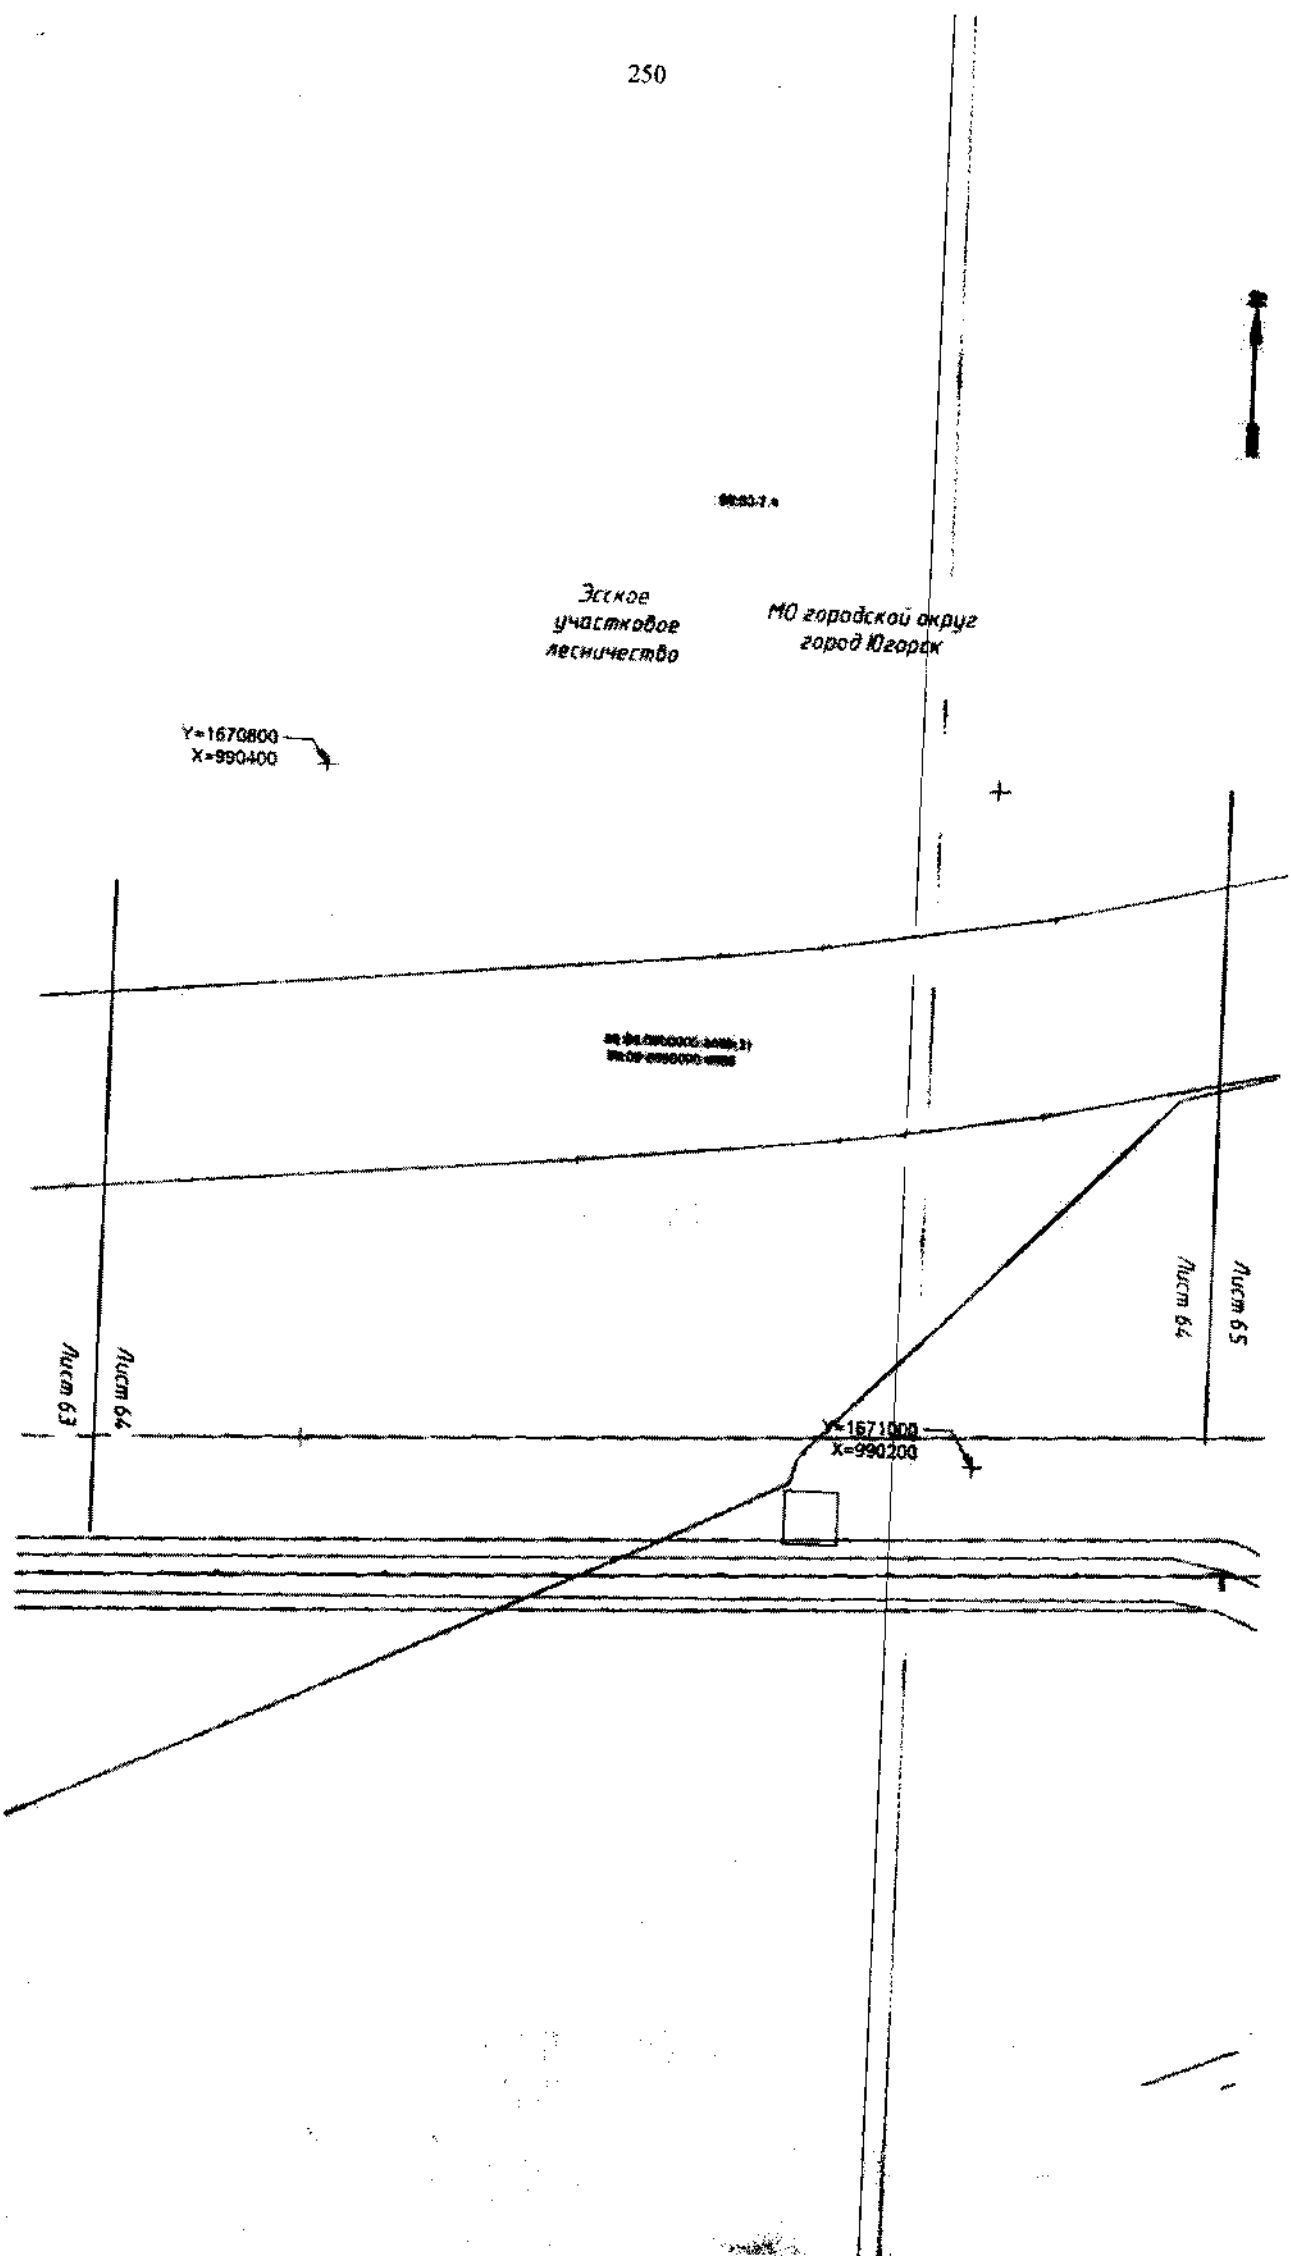 250
Эсское
участковое
лесничество
МО городской округ
город Югорск
Y=1670800
X=990400
Лист 64
Лист 65
Лист 63
Лист 64
Y=1671000
X=990200